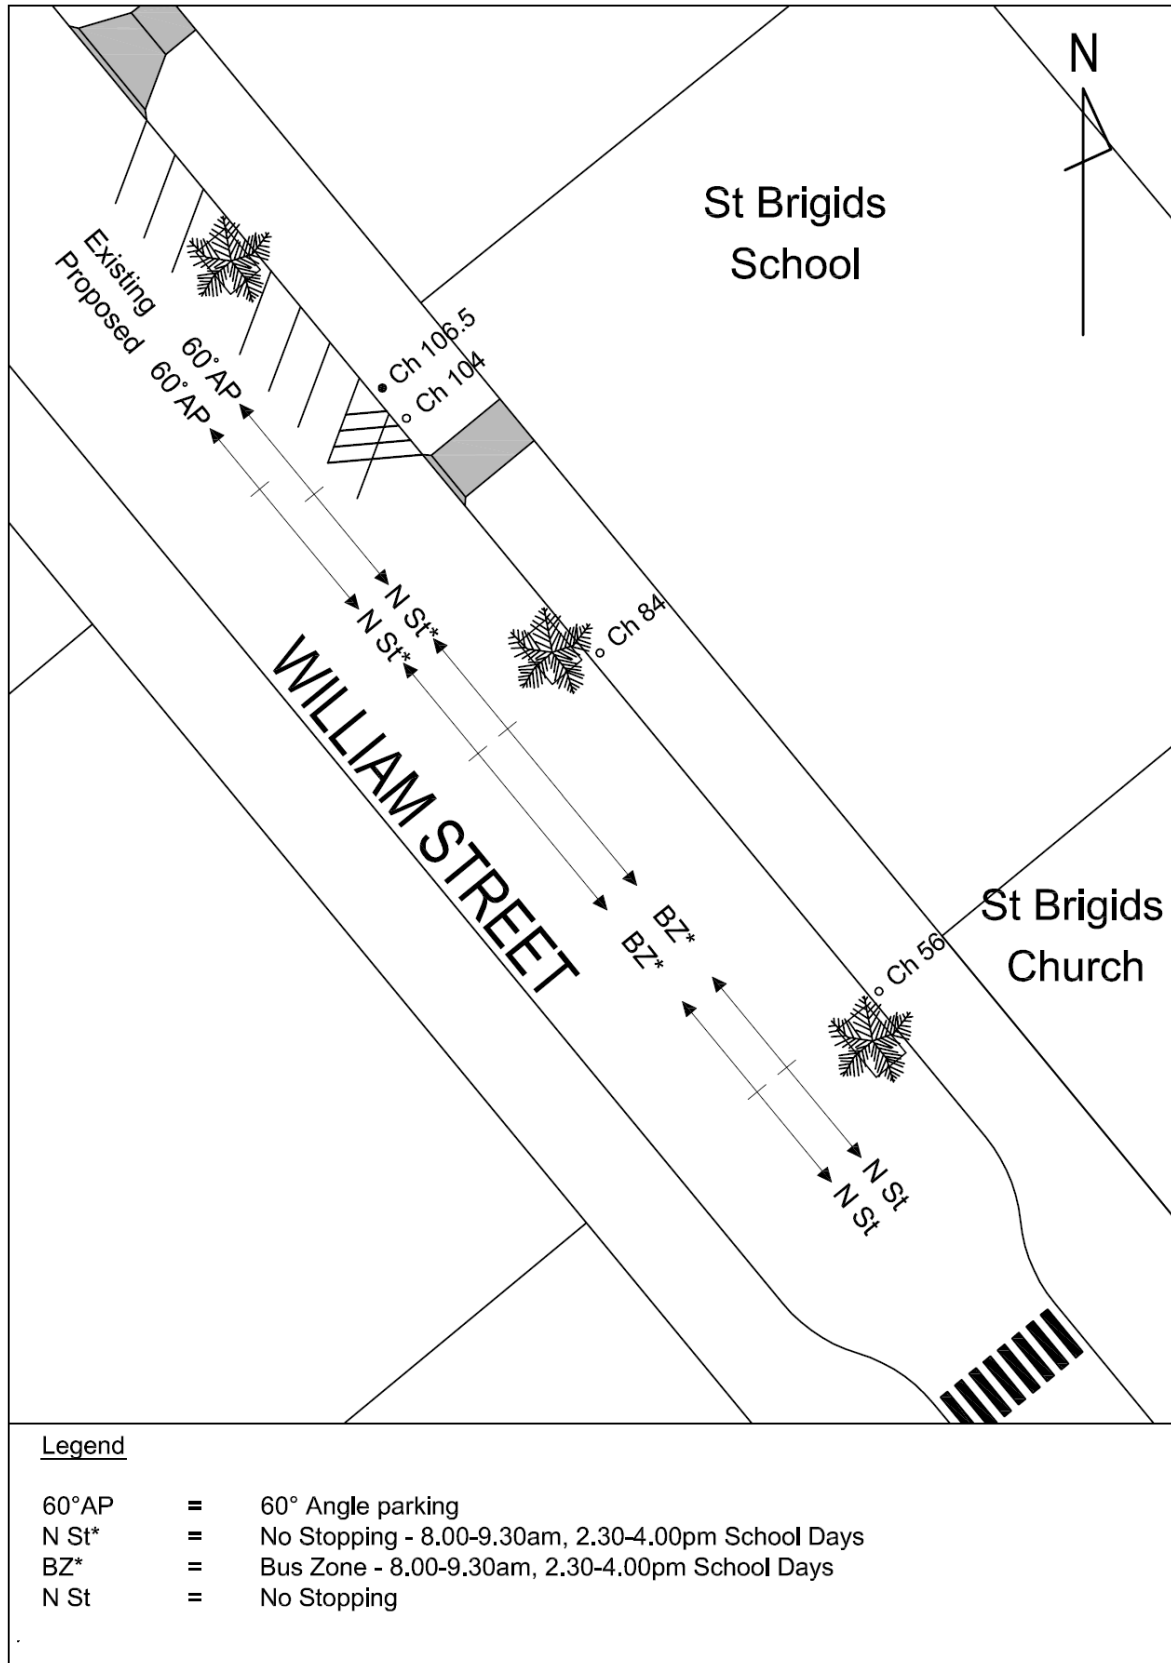 N
St Brigids
School
Existing
Proposed
60°AP
60°AP
Ch 106.5
Ch 104
N St*
N St*
Ch 84
WILLIAM STREET
BZ*
BZ*
St Brigids
Church
Ch 56
N St
N St
Legend
60°AP = 60° Angle parking
N St* = No Stopping - 8.00-9.30am, 2.30-4.00pm School Days
BZ* = Bus Zone - 8.00-9.30am, 2.30-4.00pm School Days
N St = No Stopping